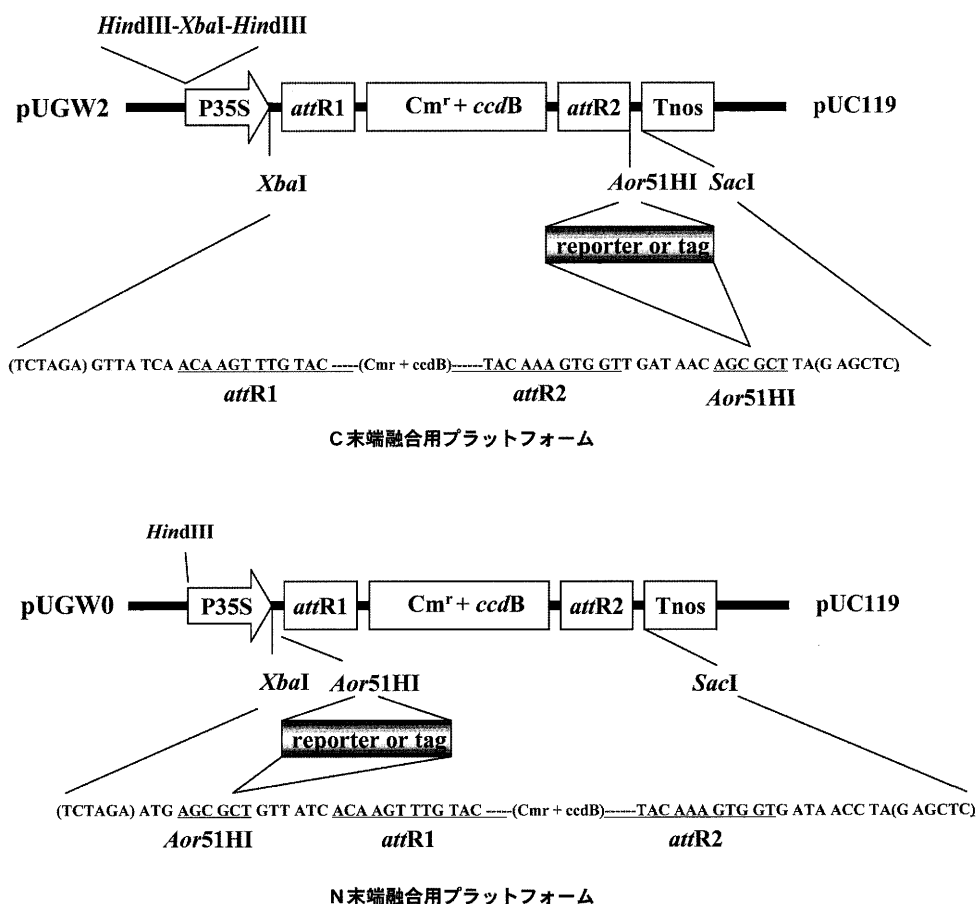 HindIII-XbaI-HindIII
pUGW2 P35S attR1 Cmʳ + ccdB attR2 Tnos pUC119
XbaI Aor51HI SacI
reporter or tag
(TCTAGA) GTTA TCA ACA AGT TTG TAC -----(Cmr + ccdB)------TAC AAA GTG GTT GAT AAC AGC GCT TA(G AGCTC)
attR1 attR2 Aor51HI
C末端融合用プラットフォーム
HindIII
pUGW0 P35S attR1 Cmʳ + ccdB attR2 Tnos pUC119
XbaI Aor51HI SacI
reporter or tag
(TCTAGA) ATG AGC GCT GTT ATC ACA AGT TTG TAC ------(Cmr + ccdB)------TAC AAA GTG GTG ATA ACC TA(G AGCTC)
Aor51HI attR1 attR2
N末端融合用プラットフォーム